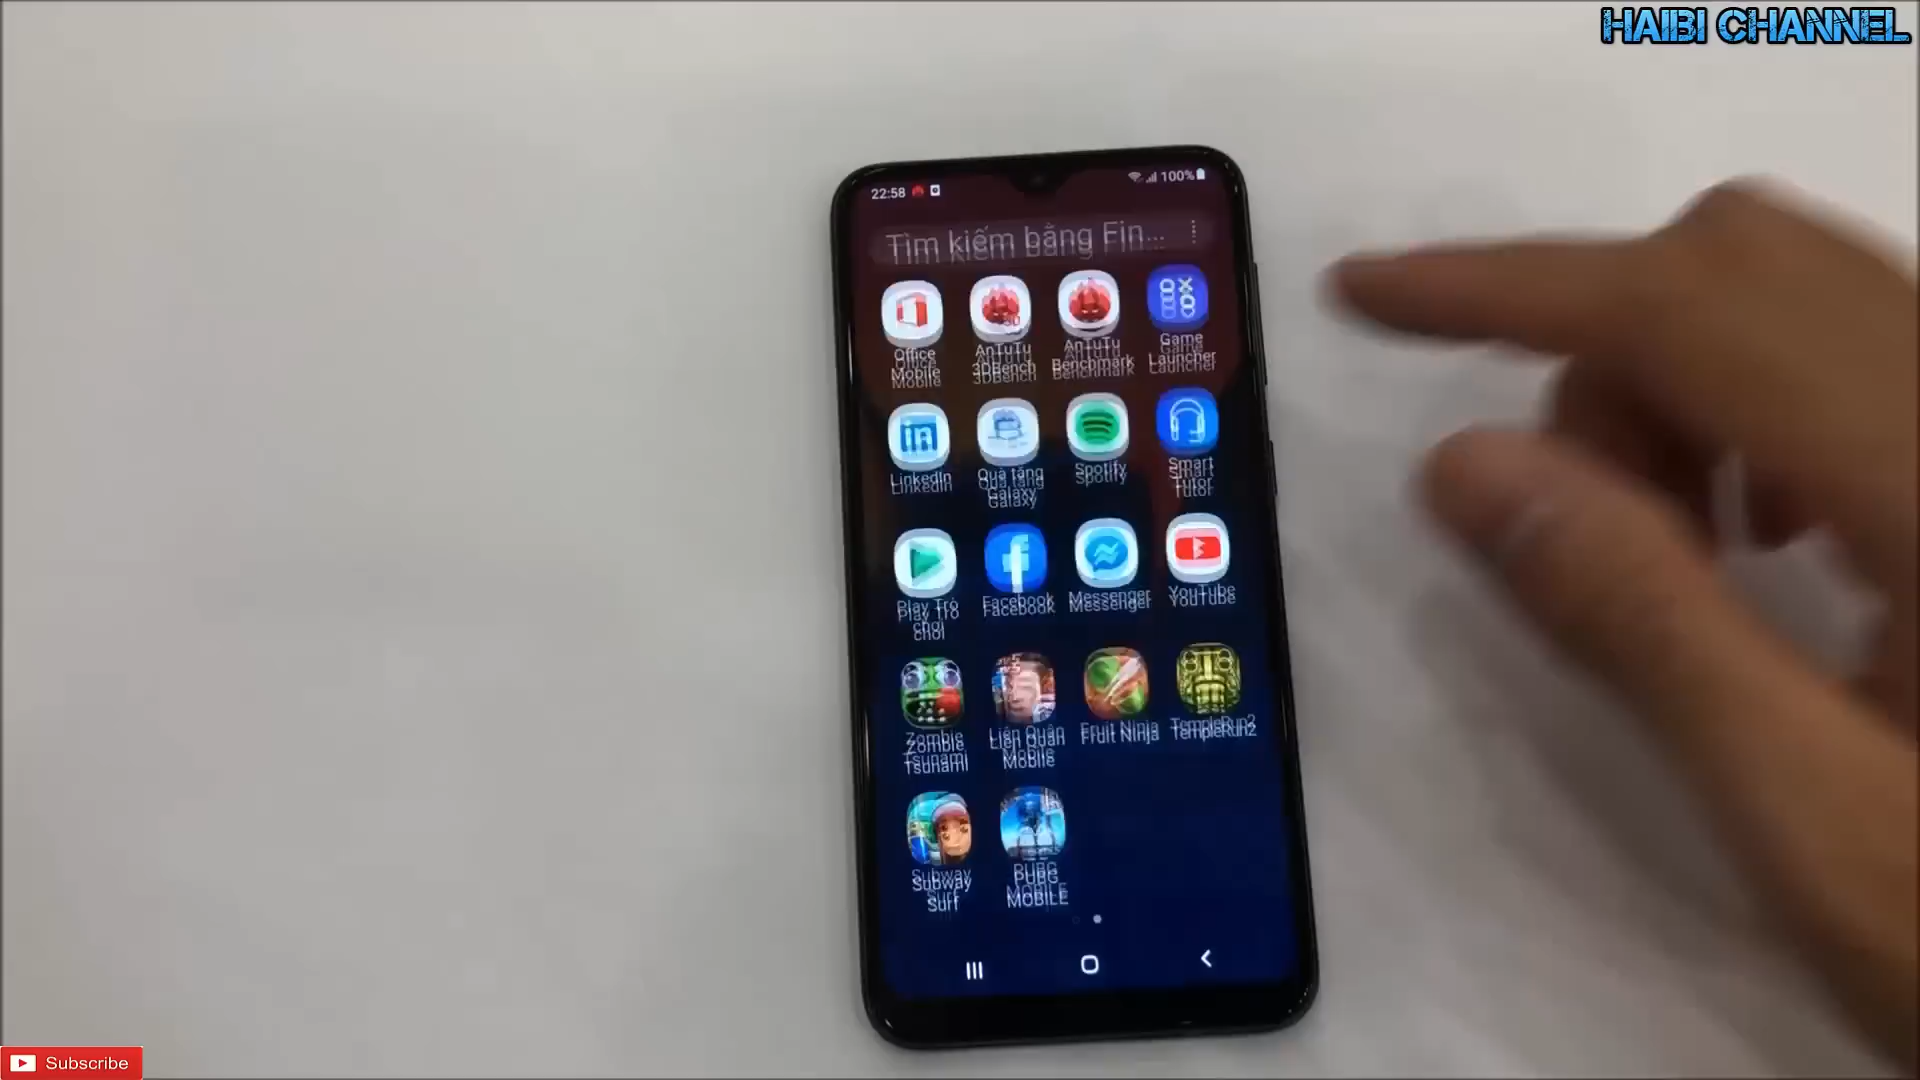 HAIBI CHANNEL
22:58
100%
Tìm kiếm bằng Fin...
Office
Mobile
AnTuTu
3DBench
AnTuTu
Benchmark
Game
Launcher
LinkedIn
Quà tặng
Galaxy
Spotify
Smart
Tutor
Play Trò
chơi
Facebook
Messenger
YouTube
Zombie
Tsunami
Liên Quân
Mobile
Fruit Ninja
TempleRun2
Subway
Surf
PUBG
MOBILE
Subscribe